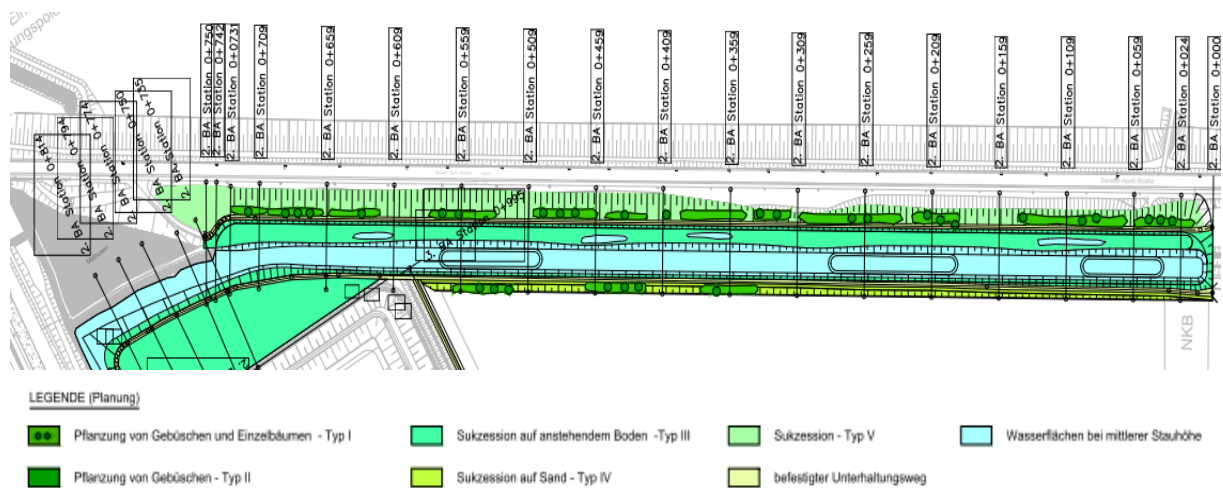 2. BA Station 0+750
2. BA Station 0+742
2. BA Station 0+0731
2. BA Station 0+709
2. BA Station 0+659
2. BA Station 0+609
2. BA Station 0+559
2. BA Station 0+509
2. BA Station 0+459
2. BA Station 0+409
2. BA Station 0+359
2. BA Station 0+309
2. BA Station 0+259
2. BA Station 0+209
2. BA Station 0+159
2. BA Station 0+109
2. BA Station 0+059
2. BA Station 0+024
2. BA Station 0+000
2. BA Station 0+814
2. BA Station 0+794
2. BA Station 0+774
3. BA Station 0+995
NKB
LEGENDE (Planung)
Pflanzung von Gebüschen und Einzelbäumen - Typ I
Sukzession auf anstehendem Boden -Typ III
Sukzession - Typ V
Wasserflächen bei mittlerer Stauhöhe
Pflanzung von Gebüschen - Typ II
Sukzession auf Sand - Typ IV
befestigter Unterhaltungsweg